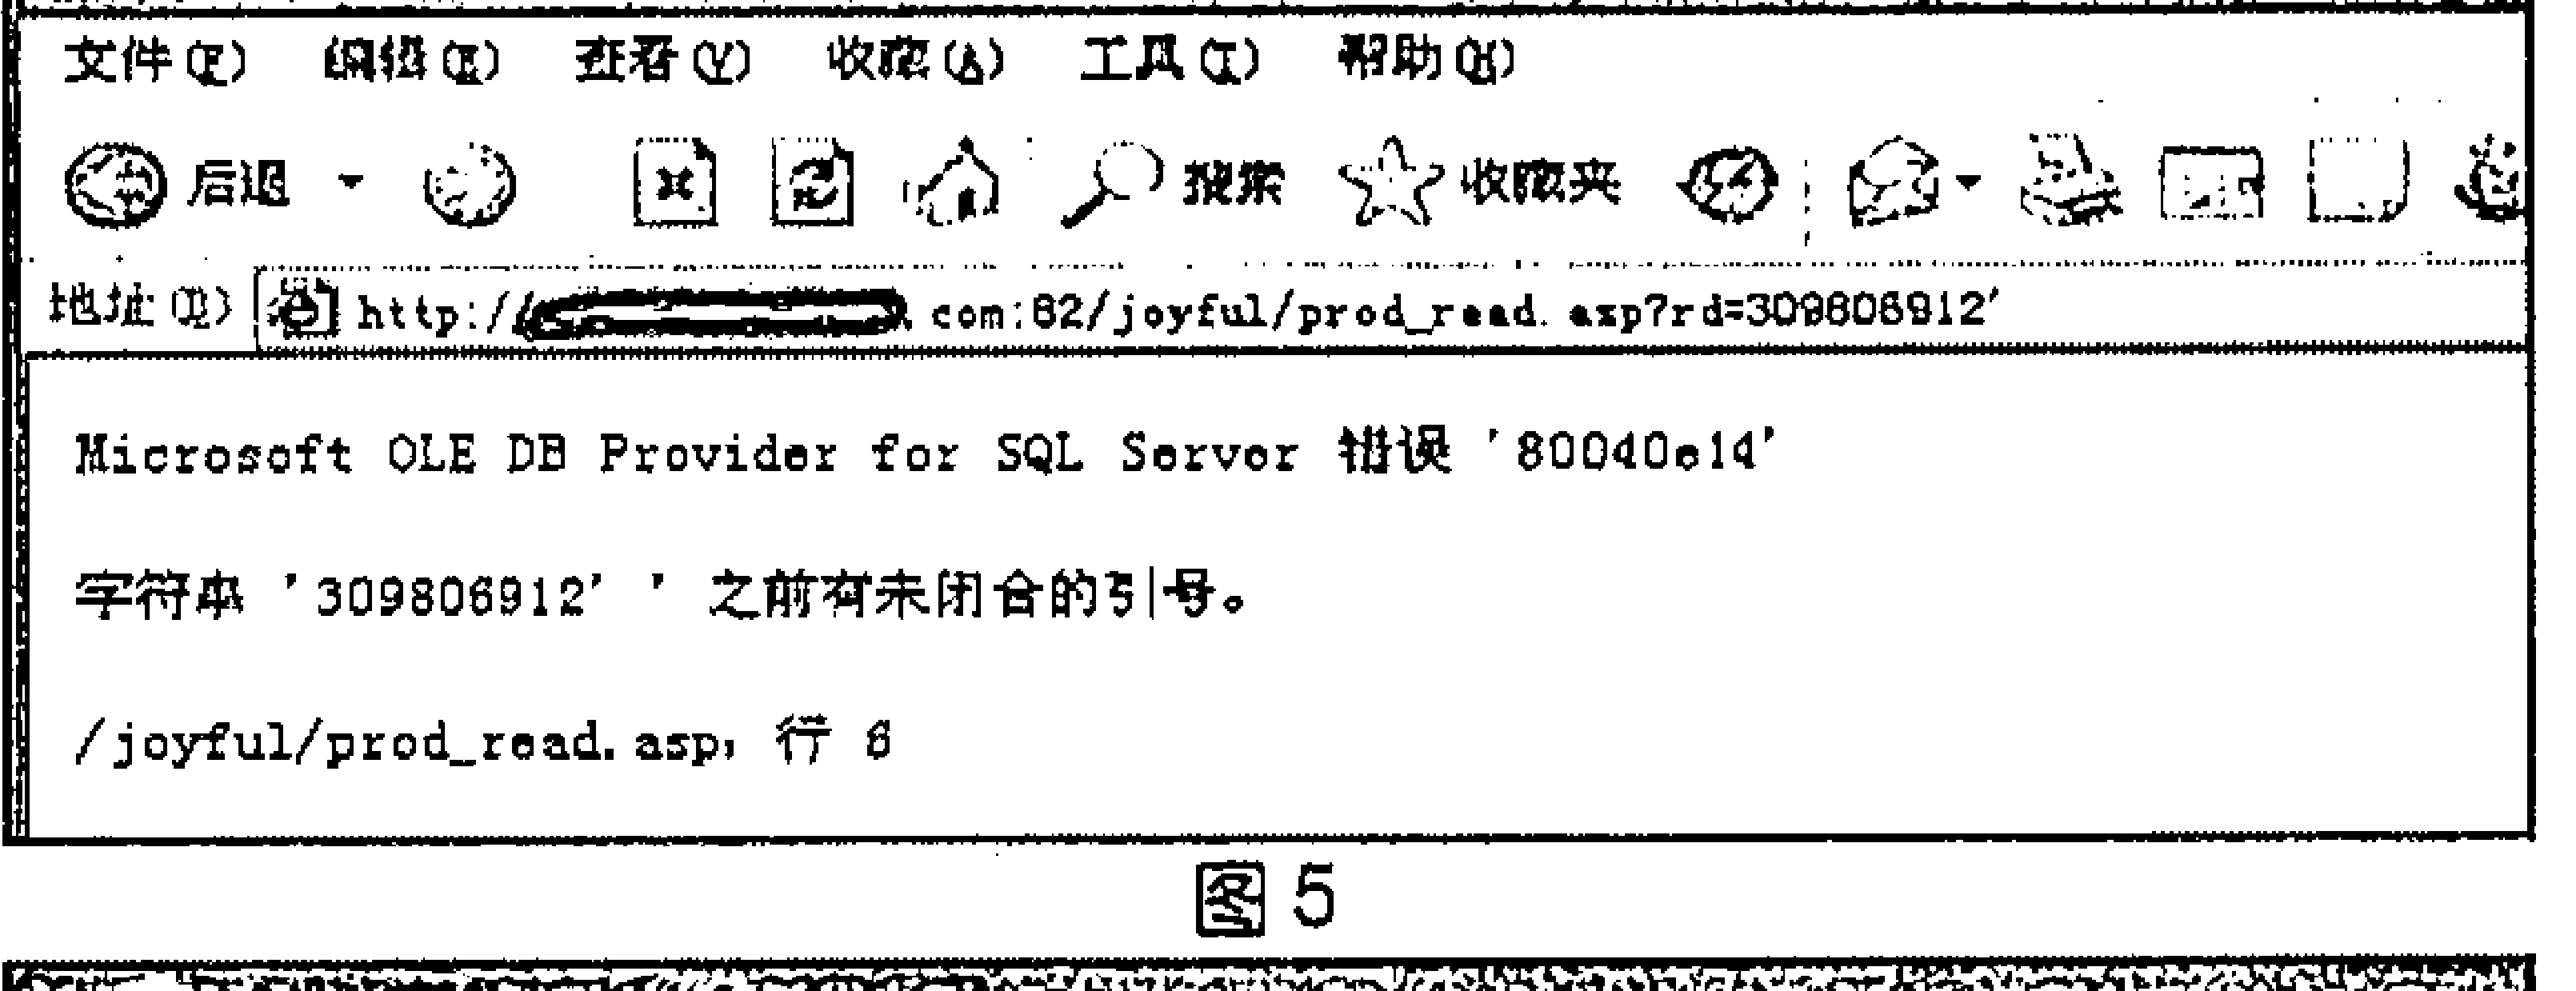 文件(F) 编辑(E) 查看(V) 收藏(A) 工具(T) 帮助(H)
后退 搜索 收藏夹
地址(D) http:// .com:82/joyful/prod_read.asp?rd=309806912'
Microsoft OLE DB Provider for SQL Server 错误 '80040e14'
字符串 '309806912' ' 之前有未闭合的引号。
/joyful/prod_read.asp, 行 6
图 5